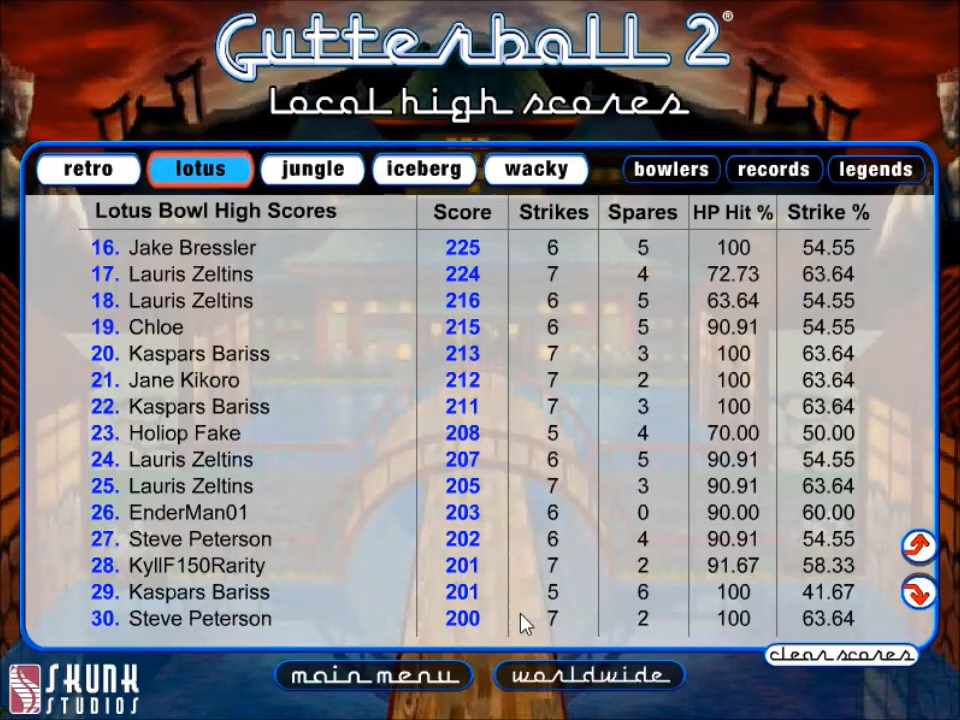 Gutterball 2®
local high scores
retro lotus jungle iceberg wacky bowlers records legends
Lotus Bowl High Scores Score Strikes Spares HP Hit % Strike %
16. Jake Bressler 225 6 5 100 54.55
17. Lauris Zeltins 224 7 4 72.73 63.64
18. Lauris Zeltins 216 6 5 63.64 54.55
19. Chloe 215 6 5 90.91 54.55
20. Kaspars Bariss 213 7 3 100 63.64
21. Jane Kikoro 212 7 2 100 63.64
22. Kaspars Bariss 211 7 3 100 63.64
23. Holiop Fake 208 5 4 70.00 50.00
24. Lauris Zeltins 207 6 5 90.91 54.55
25. Lauris Zeltins 205 7 3 90.91 63.64
26. EnderMan01 203 6 0 90.00 60.00
27. Steve Peterson 202 6 4 90.91 54.55
28. KyllF150Rarity 201 7 2 91.67 58.33
29. Kaspars Bariss 201 5 6 100 41.67
30. Steve Peterson 200 7 2 100 63.64
clear scores
SKUNK
STUDIOS
main menu worldwide